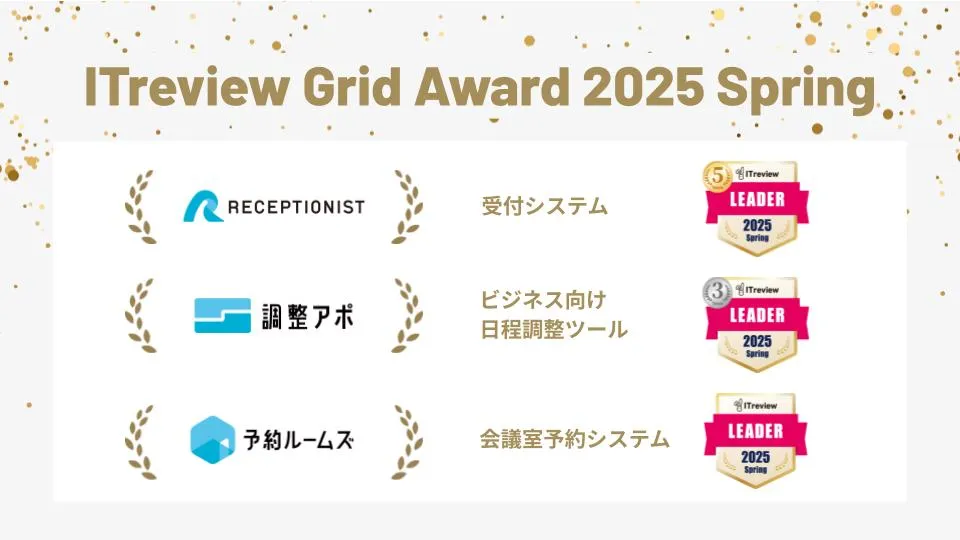 ITreview Grid Award 2025 Spring
RECEPTIONIST
受付システム
5
ITreview
LEADER
2025
Spring
調整アポ
ビジネス向け
日程調整ツール
3
ITreview
LEADER
2025
Spring
予約ルームズ
会議室予約システム
ITreview
LEADER
2025
Spring